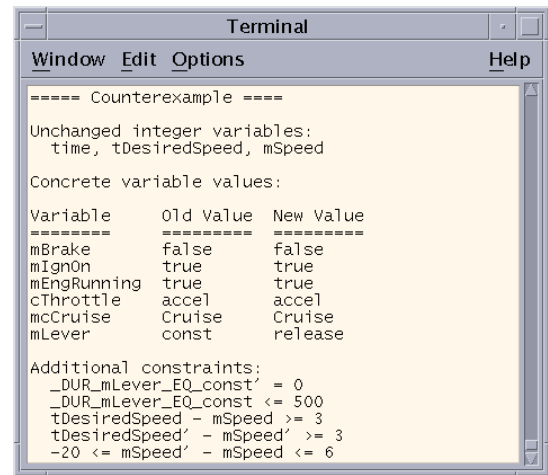 Terminal
Window Edit Options Help
===== Counterexample ====
Unchanged integer variables:
time, tDesiredSpeed, mSpeed
Concrete variable values:
Variable Old Value New Value
======== ========= =========
mBrake false false
mIgnOn true true
mEngRunning true true
cThrottle accel accel
mcCruise Cruise Cruise
mLever const release
Additional constraints:
_DUR_mLever_EQ_const' = 0
_DUR_mLever_EQ_const <= 500
tDesiredSpeed - mSpeed >= 3
tDesiredSpeed' - mSpeed' >= 3
-20 <= mSpeed' - mSpeed <= 6